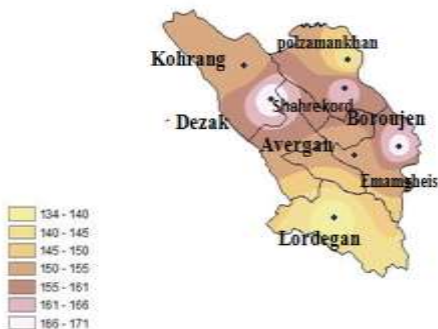 polzamankhan
Kohrang
Shahrekord
Dezak
Boroujen
Avergan
Emamgheis
Lordegan
134 - 140
140 - 145
145 - 150
150 - 155
155 - 161
161 - 166
166 - 171